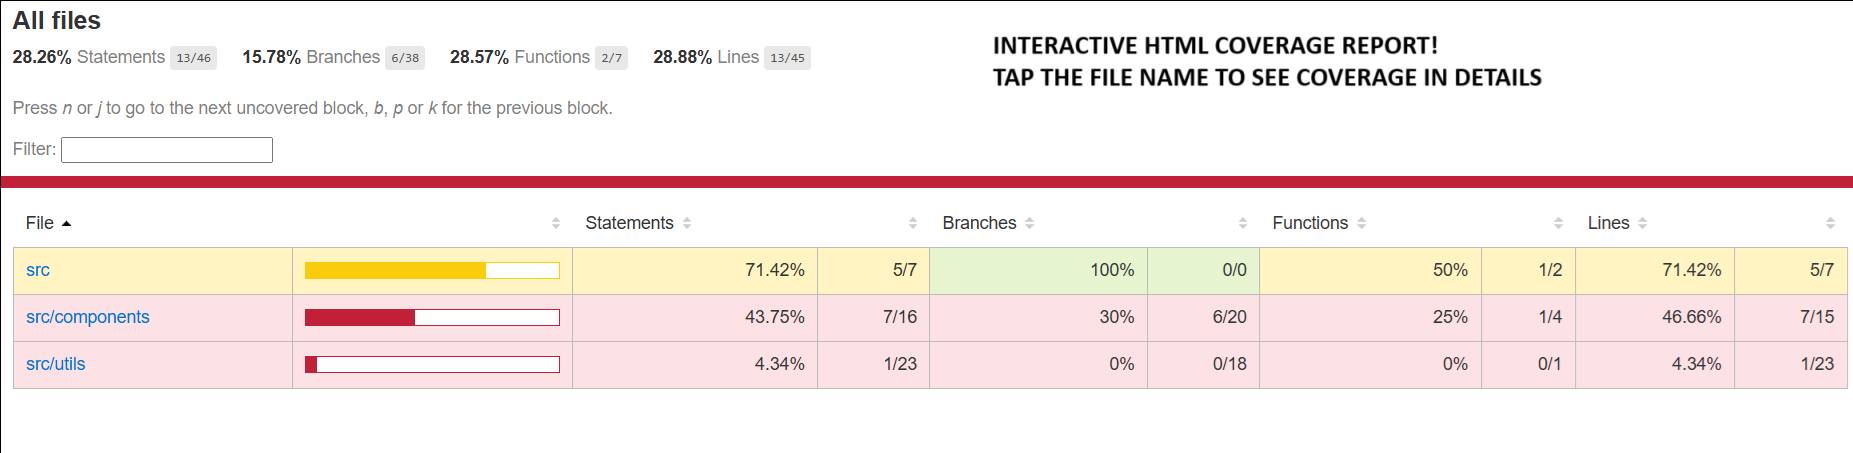 All files
28.26% Statements 13/46 15.78% Branches 6/38 28.57% Functions 2/7 28.88% Lines 13/45
INTERACTIVE HTML COVERAGE REPORT!
TAP THE FILE NAME TO SEE COVERAGE IN DETAILS
Press n or j to go to the next uncovered block, b, p or k for the previous block.
Filter:
File Statements Branches Functions Lines
src 71.42% 5/7 100% 0/0 50% 1/2 71.42% 5/7
src/components 43.75% 7/16 30% 6/20 25% 1/4 46.66% 7/15
src/utils 4.34% 1/23 0% 0/18 0% 0/1 4.34% 1/23